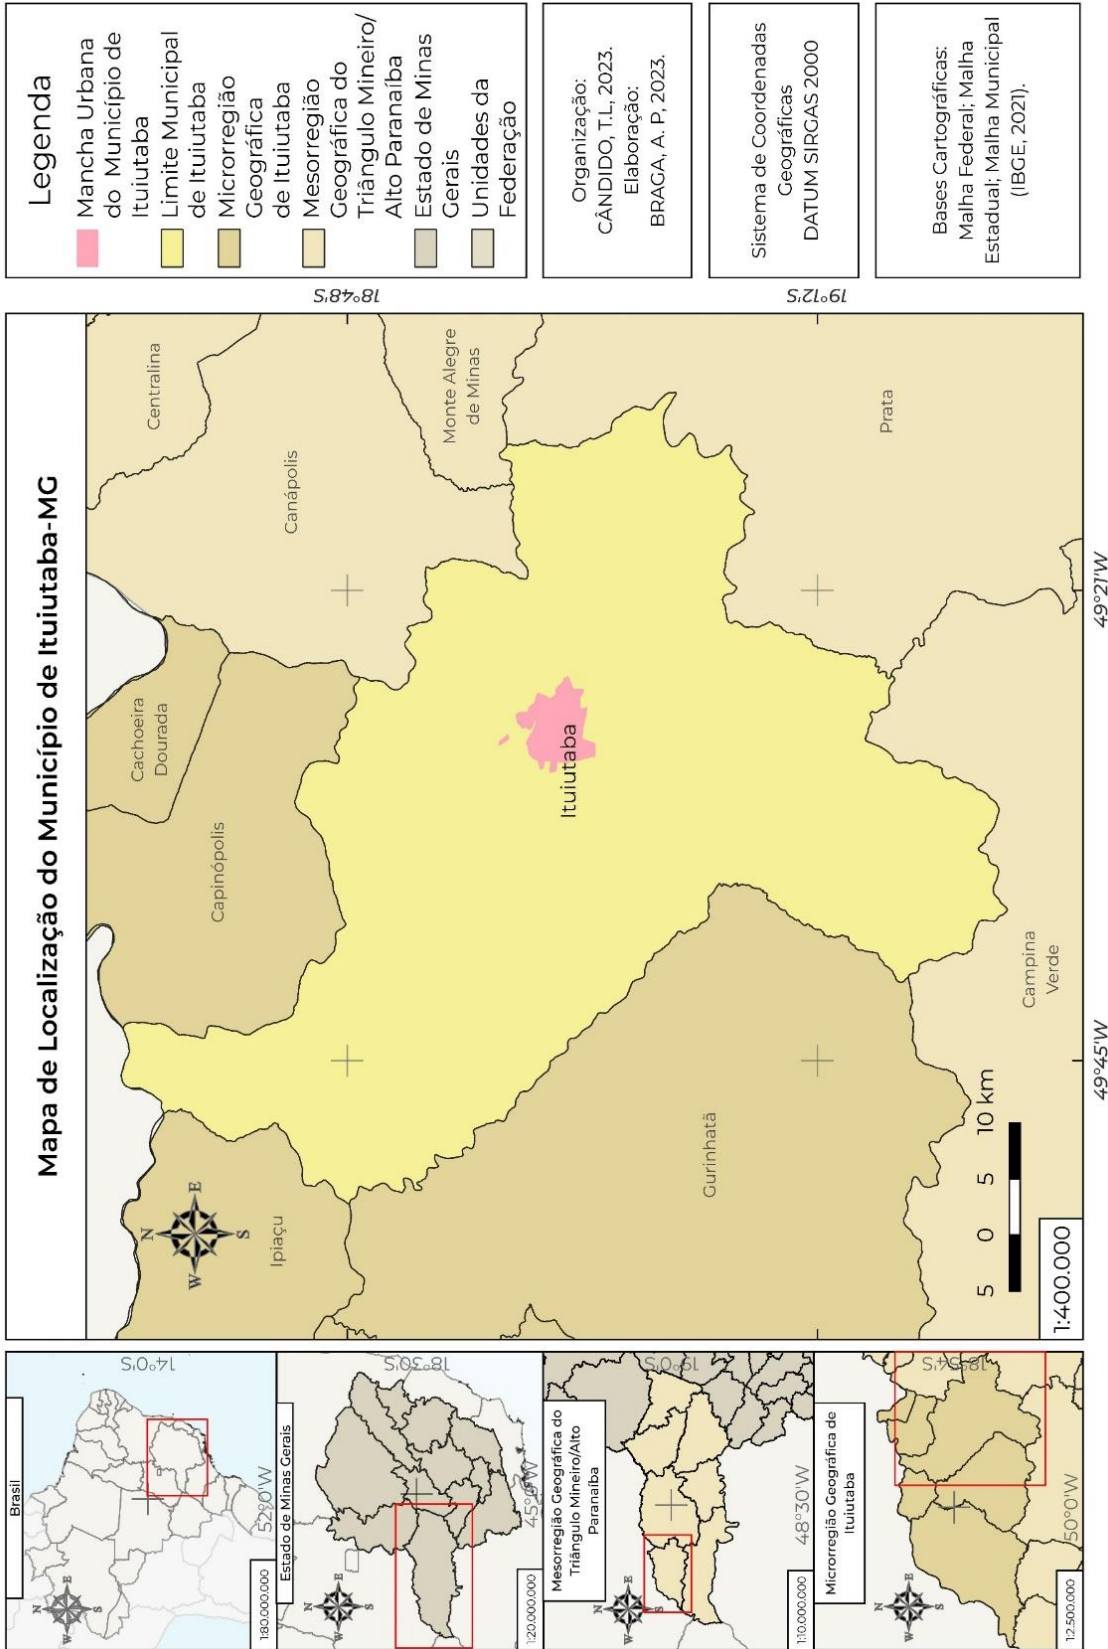 Mapa de Localização do Município de Ituiutaba-MG
Brasil
N
W
E
S
14°0'S
52°0'W
1:80.000.000
Estado de Minas Gerais
N
W
E
S
18°30'S
45°0'W
1:20.000.000
Mesorregião Geográfica do
Triângulo Mineiro/Alto
Paranaíba
N
W
E
S
19°0'S
48°30'W
1:10.000.000
Microrregião Geográfica de
Ituiutaba
N
W
E
S
18°54'S
50°0'W
1:2.500.000
Centralina
Cachoeira
Dourada
Canápolis
Capinópolis
Monte Alegre
de Minas
N
W
E
S
Ipiaçu
Ituiutaba
Gurinhatã
Prata
Campina
Verde
5 0 5 10 km
1:400.000
49°45'W
49°21'W
18°48'S
19°12'S
Legenda
Mancha Urbana
do Município de
Ituiutaba
Limite Municipal
de Ituiutaba
Microrregião
Geográfica
de Ituiutaba
Mesorregião
Geográfica do
Triângulo Mineiro/
Alto Paranaíba
Estado de Minas
Gerais
Unidades da
Federação
Organização:
CÂNDIDO, T.L, 2023.
Elaboração:
BRAGA, A. P, 2023.
Sistema de Coordenadas
Geográficas
DATUM SIRGAS 2000
Bases Cartográficas:
Malha Federal; Malha
Estadual; Malha Municipal
(IBGE, 2021).